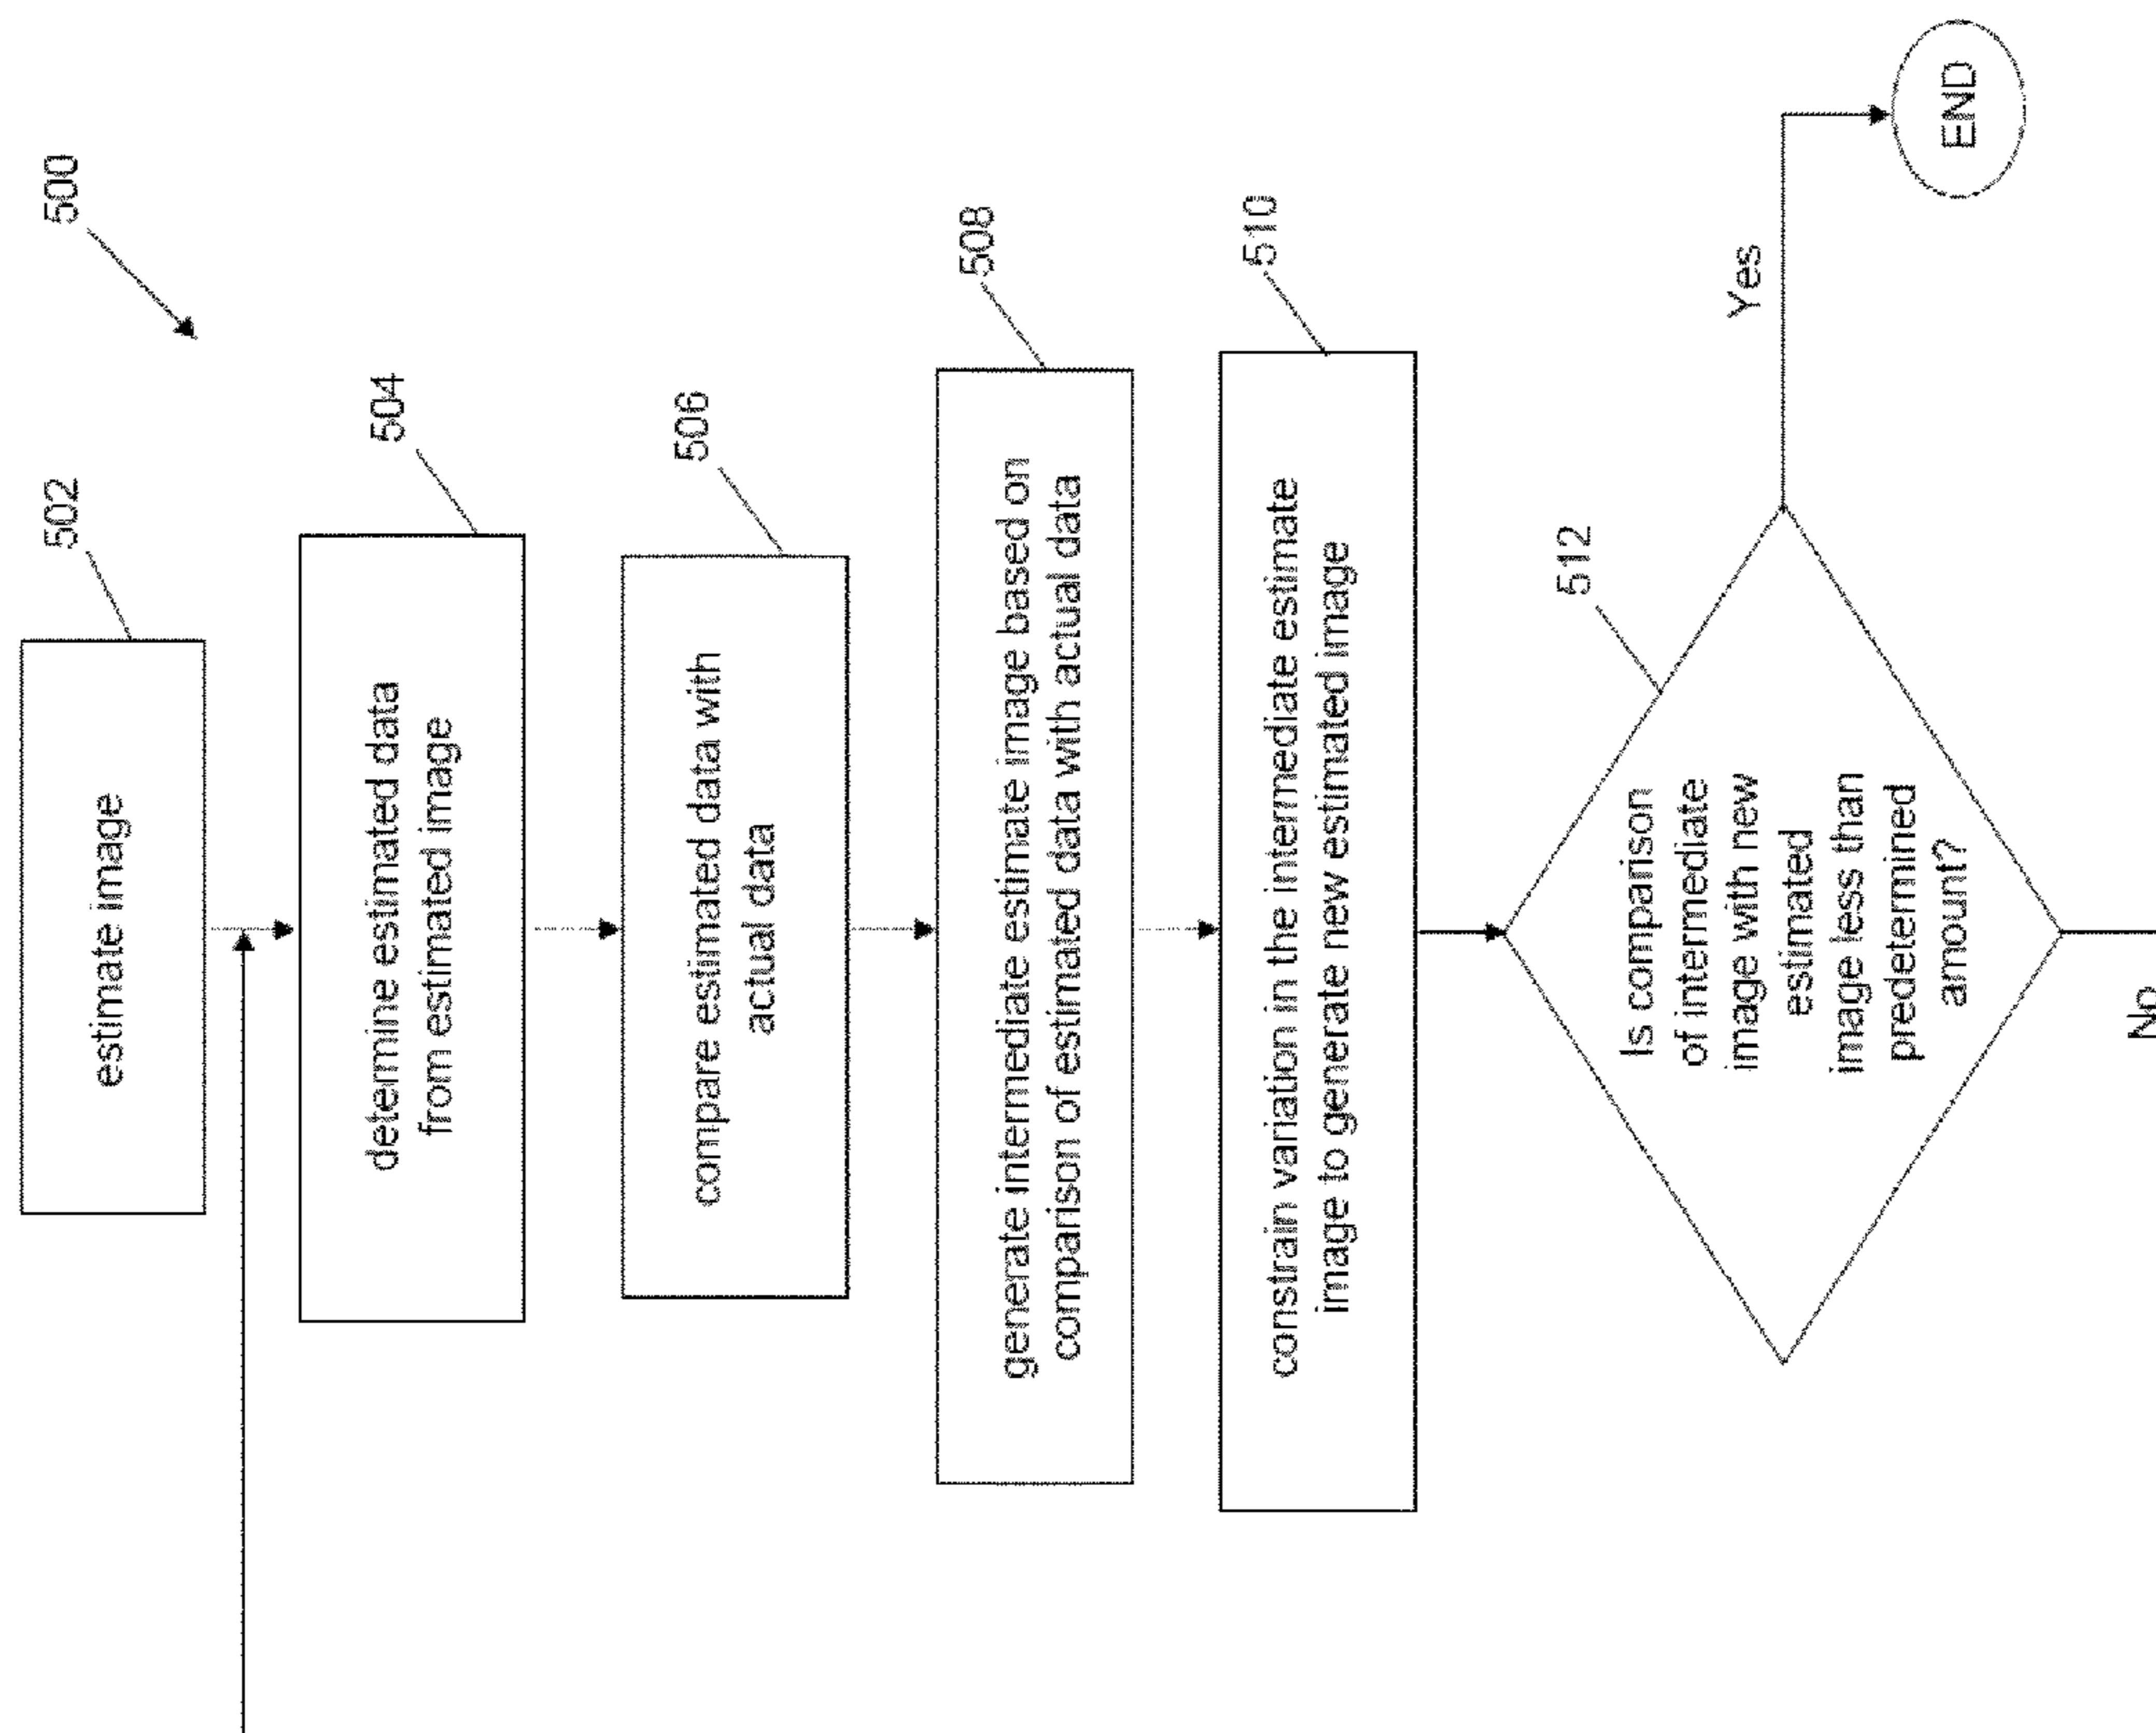 500
502
estimate image
504
determine estimated data
from estimated image
506
compare estimated data with
actual data
508
generate intermediate estimate image based on
comparison of estimated data with actual data
510
constrain variation in the intermediate estimate
image to generate new estimated image
512
Is comparison
of intermediate
image with new
estimated
image less than
predetermined
amount?
Yes
END
No